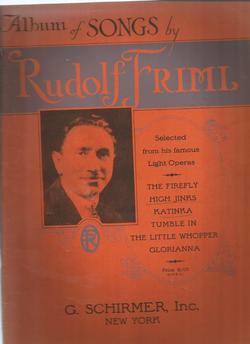 Album of SONGS by
Rudolf FRIML
Selected
from his famous
Light Operas
THE FIREFLY
HIGH JINKS
KATINKA
TUMBLE IN
THE LITTLE WHOPPER
GLORIANNA
G. SCHIRMER, Inc.
NEW YORK